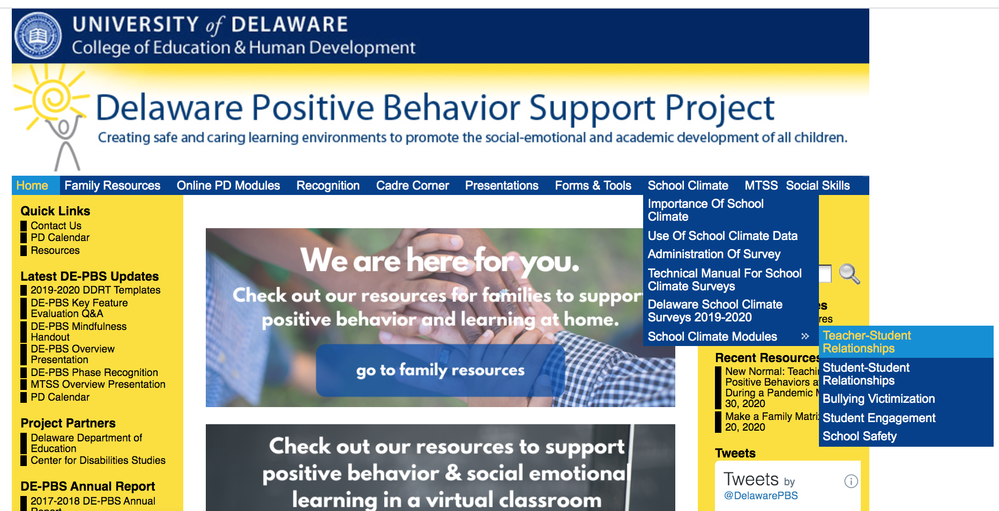 UNIVERSITY of DELAWARE
College of Education & Human Development
Delaware Positive Behavior Support Project
Creating safe and caring learning environments to promote the social-emotional and academic development of all children.
Home
Family Resources
Online PD Modules
Recognition
Cadre Corner
Presentations
Forms & Tools
School Climate
MTSS
Social Skills
Importance Of School
Climate
Use Of School Climate Data
Administration Of Survey
Technical Manual For School
Climate Surveys
Delaware School Climate
Surveys 2019-2020
School Climate Modules »
Teacher-Student
Relationships
Student-Student
Relationships
Bullying Victimization
Student Engagement
School Safety
Quick Links
Contact Us
PD Calendar
Resources
Latest DE-PBS Updates
2019-2020 DDRT Templates
DE-PBS Key Feature
Evaluation Q&A
DE-PBS Mindfulness
Handout
DE-PBS Overview
Presentation
DE-PBS Phase Recognition
MTSS Overview Presentation
PD Calendar
Project Partners
Delaware Department of
Education
Center for Disabilities Studies
DE-PBS Annual Report
2017-2018 DE-PBS Annual
Report
We are here for you.
Check out our resources for families to suppor
positive behavior and learning at home.
go to family resources
Check out our resources to support
positive behavior & social emotional
learning in a virtual classroom
es
res
Recent Resources
New Normal: Teachi
Positive Behaviors a
During a Pandemic
30, 2020
Make a Family Matri
20, 2020
Tweets
Tweets by
@DelawarePBS